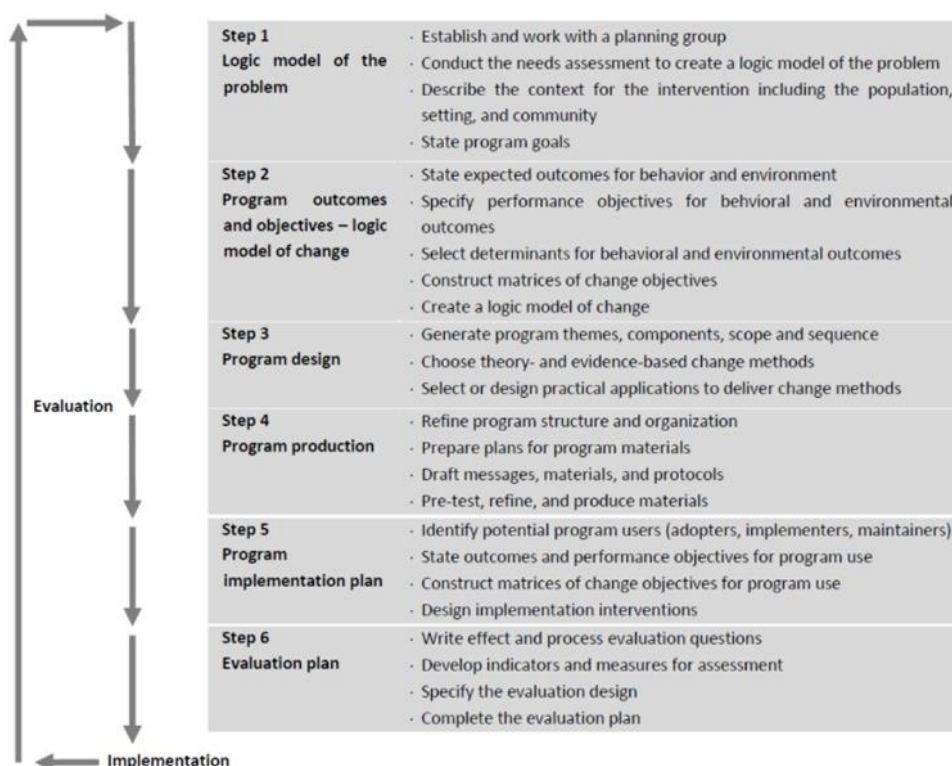 Step 1
Logic model of the
problem
· Establish and work with a planning group
· Conduct the needs assessment to create a logic model of the problem
· Describe the context for the intervention including the population,
setting, and community
· State program goals
Step 2
Program outcomes
and objectives – logic
model of change
· State expected outcomes for behavior and environment
· Specify performance objectives for behvioral and environmental
outcomes
· Select determinants for behavioral and environmental outcomes
· Construct matrices of change objectives
· Create a logic model of change
Step 3
Program design
· Generate program themes, components, scope and sequence
· Choose theory- and evidence-based change methods
· Select or design practical applications to deliver change methods
Evaluation
Step 4
Program production
· Refine program structure and organization
· Prepare plans for program materials
· Draft messages, materials, and protocols
· Pre-test, refine, and produce materials
Step 5
Program
implementation plan
· Identify potential program users (adopters, implementers, maintainers)
· State outcomes and performance objectives for program use
· Construct matrices of change objectives for program use
· Design implementation interventions
Step 6
Evaluation plan
· Write effect and process evaluation questions
· Develop indicators and measures for assessment
· Specify the evaluation design
· Complete the evaluation plan
Implementation